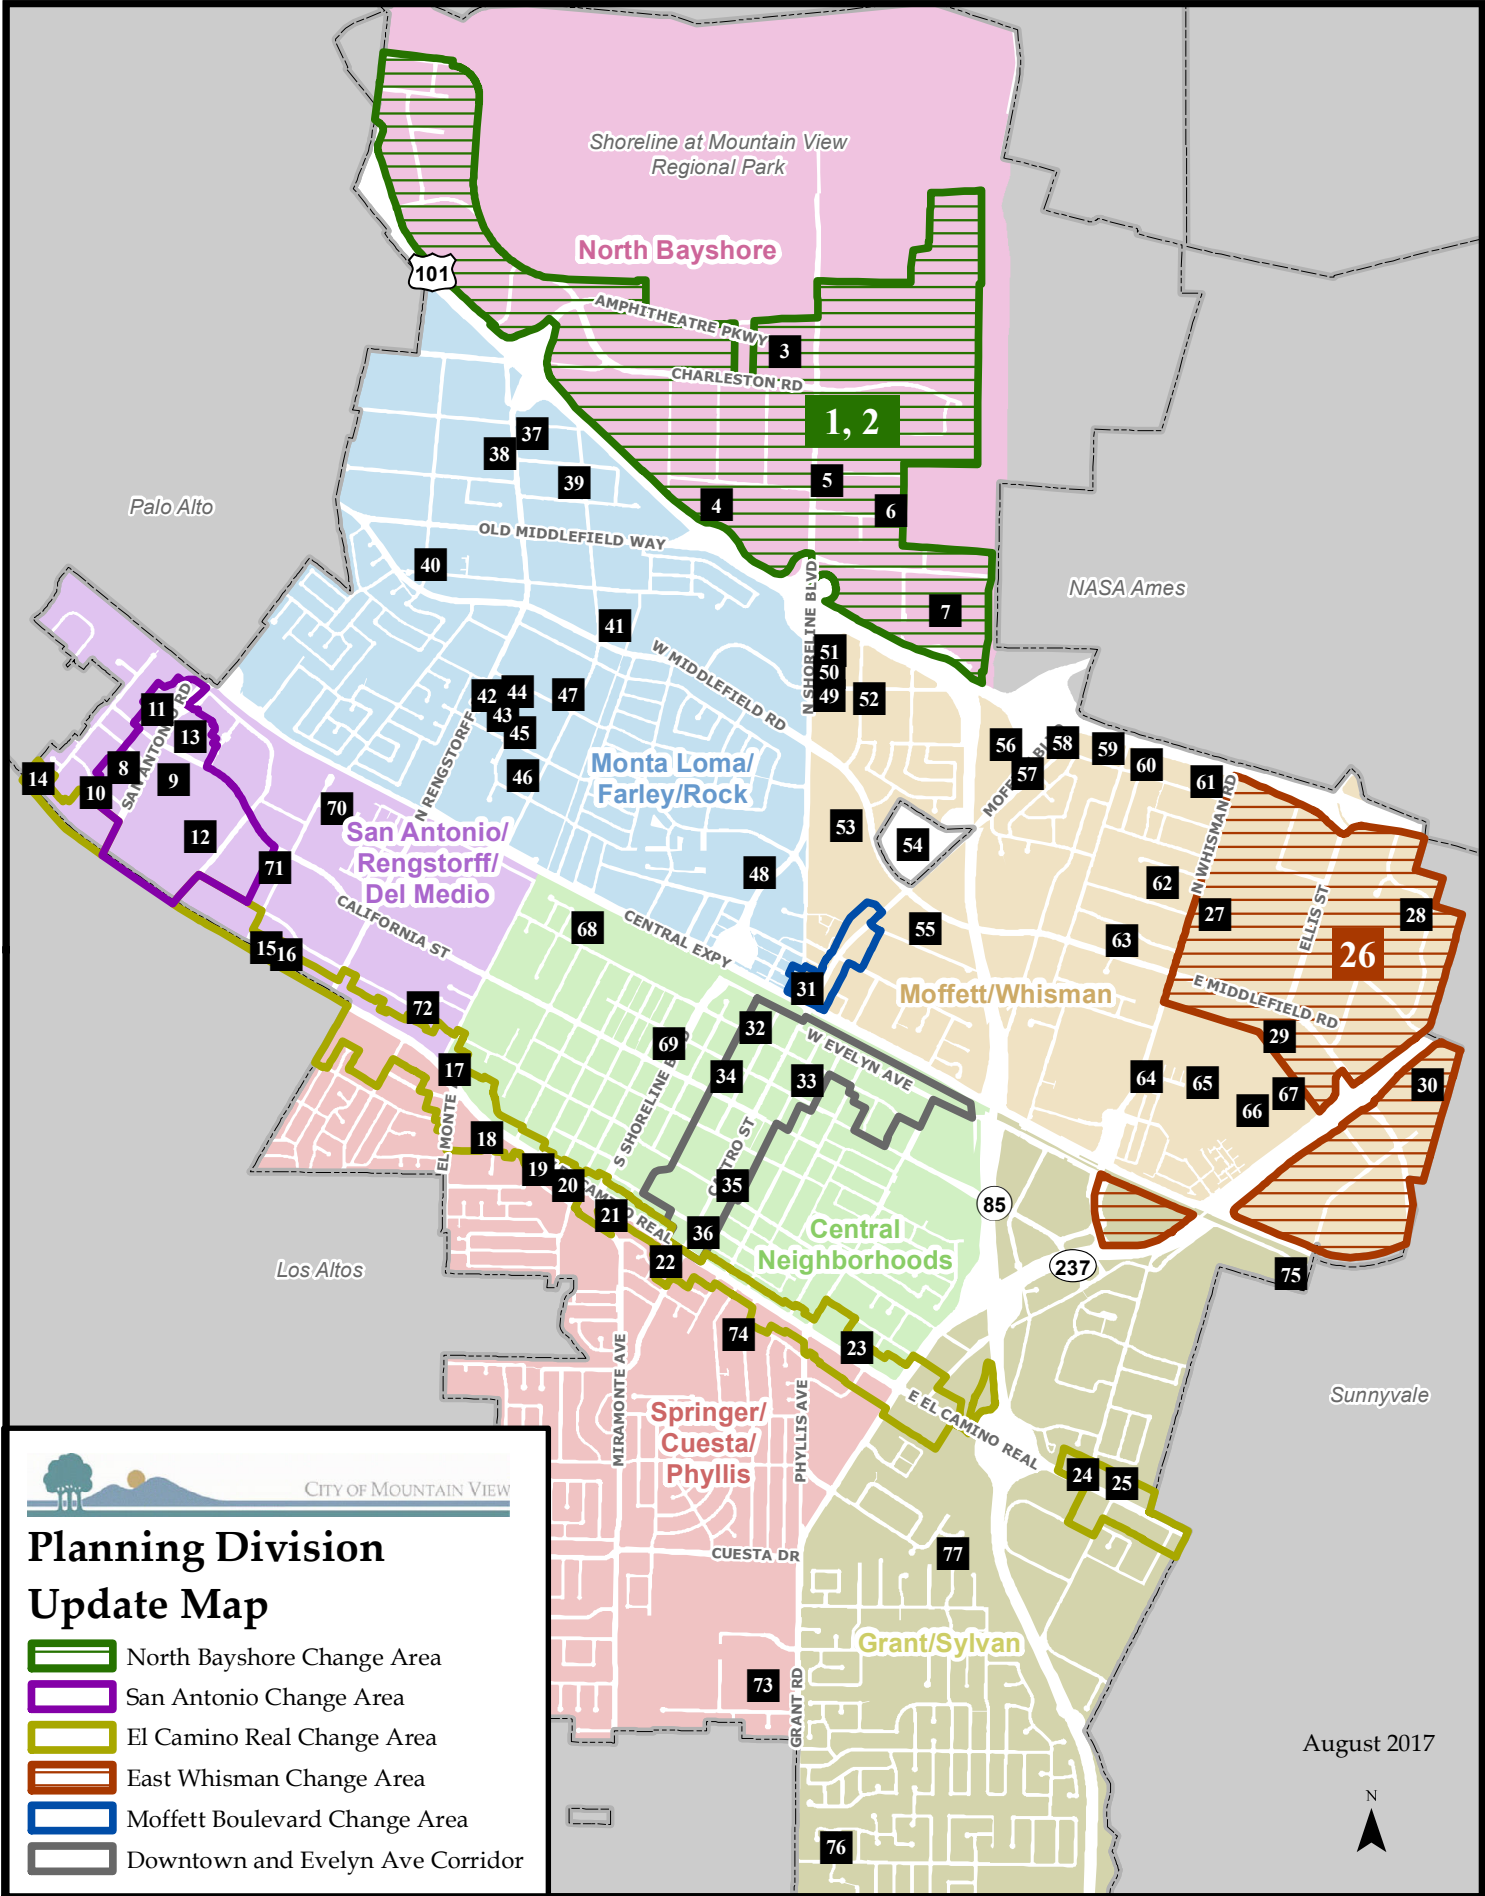 Shoreline at Mountain View
Regional Park
North Bayshore
101
AMPHITHEATRE PKWY
3
CHARLESTON RD
1, 2
37
38
39
5
4
6
Palo Alto
OLD MIDDLEFIELD WAY
40
NASA Ames
N SHORELINE BLVD
7
41
W MIDDLEFIELD RD
51
50
49
52
42
44
43
47
45
46
11
13
SAN ANTONIO RD
8
9
14
10
12
N RENGSTORFF
Monta Loma/
Farley/Rock
56
58
59
57
60
61
MOFF
N WHISMAN RD
70
San Antonio/
Rengstorff/
Del Medio
53
54
71
48
62
CALIFORNIA ST
68
CENTRAL EXPY
55
63
27
ELLIS ST
28
26
15
16
31
Moffett/Whisman
E MIDDLEFIELD RD
72
32
69
W EVELYN AVE
29
17
34
33
64
65
66
67
30
EL MONTE
S SHORELINE B
18
19
20
35
85
21
REAL
36
Central
Neighborhoods
22
237
75
Los Altos
74
23
MIRAMONTE AVE
PHYLLIS AVE
Springer/
Cuesta/
Phyllis
E EL CAMINO REAL
Sunnyvale
24
25
CUESTA DR
77
Grant/Sylvan
73
GRANT RD
76
CITY OF MOUNTAIN VIEW
Planning Division
Update Map
North Bayshore Change Area
San Antonio Change Area
El Camino Real Change Area
East Whisman Change Area
Moffett Boulevard Change Area
Downtown and Evelyn Ave Corridor
August 2017
N